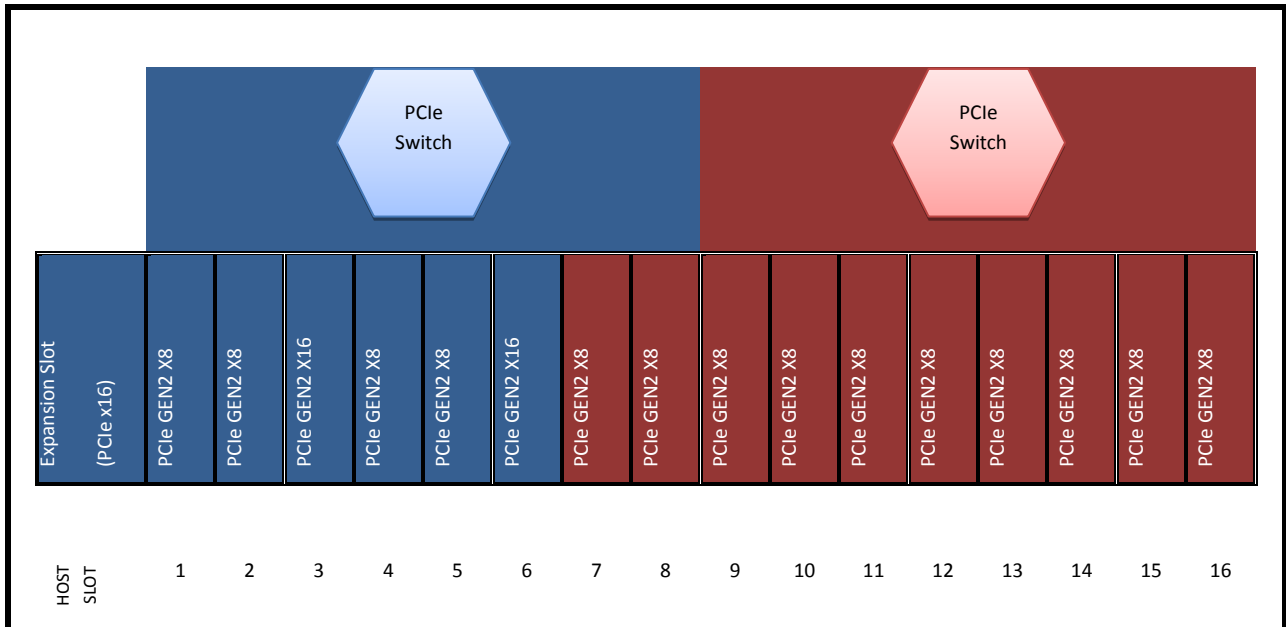 PCIe
Switch
PCIe
Switch
Expansion Slot
(PCIe x16)
PCIe GEN2 X8
PCIe GEN2 X8
PCIe GEN2 X16
PCIe GEN2 X8
PCIe GEN2 X8
PCIe GEN2 X16
PCIe GEN2 X8
PCIe GEN2 X8
PCIe GEN2 X8
PCIe GEN2 X8
PCIe GEN2 X8
PCIe GEN2 X8
PCIe GEN2 X8
PCIe GEN2 X8
PCIe GEN2 X8
PCIe GEN2 X8
HOST
SLOT
1 2 3 4 5 6 7 8 9 10 11 12 13 14 15 16